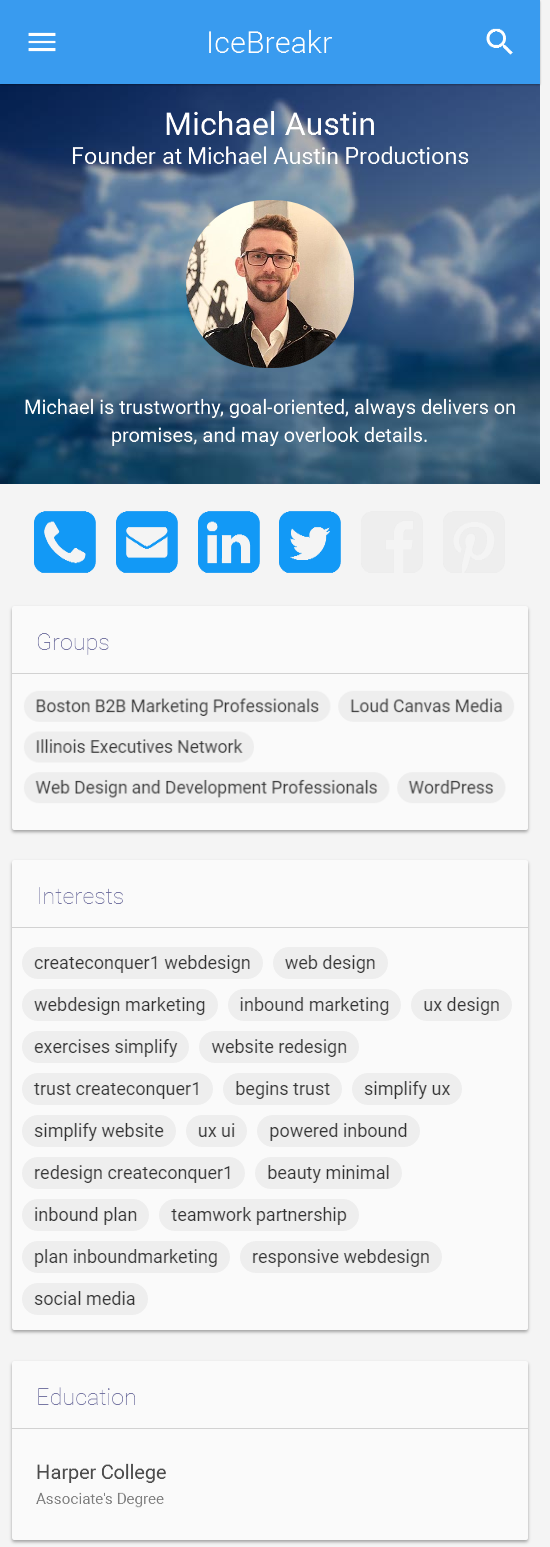 IceBreakr
Michael Austin
Founder at Michael Austin Productions
Michael is trustworthy, goal-oriented, always delivers on
promises, and may overlook details.
in
Groups
Boston B2B Marketing Professionals Loud Canvas Media
Illinois Executives Network
Web Design and Development Professionals WordPress
Interests
createconquer1 webdesign web design
webdesign marketing inbound marketing ux design
exercises simplify website redesign
trust createconquer1 begins trust simplify ux
simplify website ux ui powered inbound
redesign createconquer1 beauty minimal
inbound plan teamwork partnership
plan inboundmarketing responsive webdesign
social media
Education
Harper College
Associate's Degree